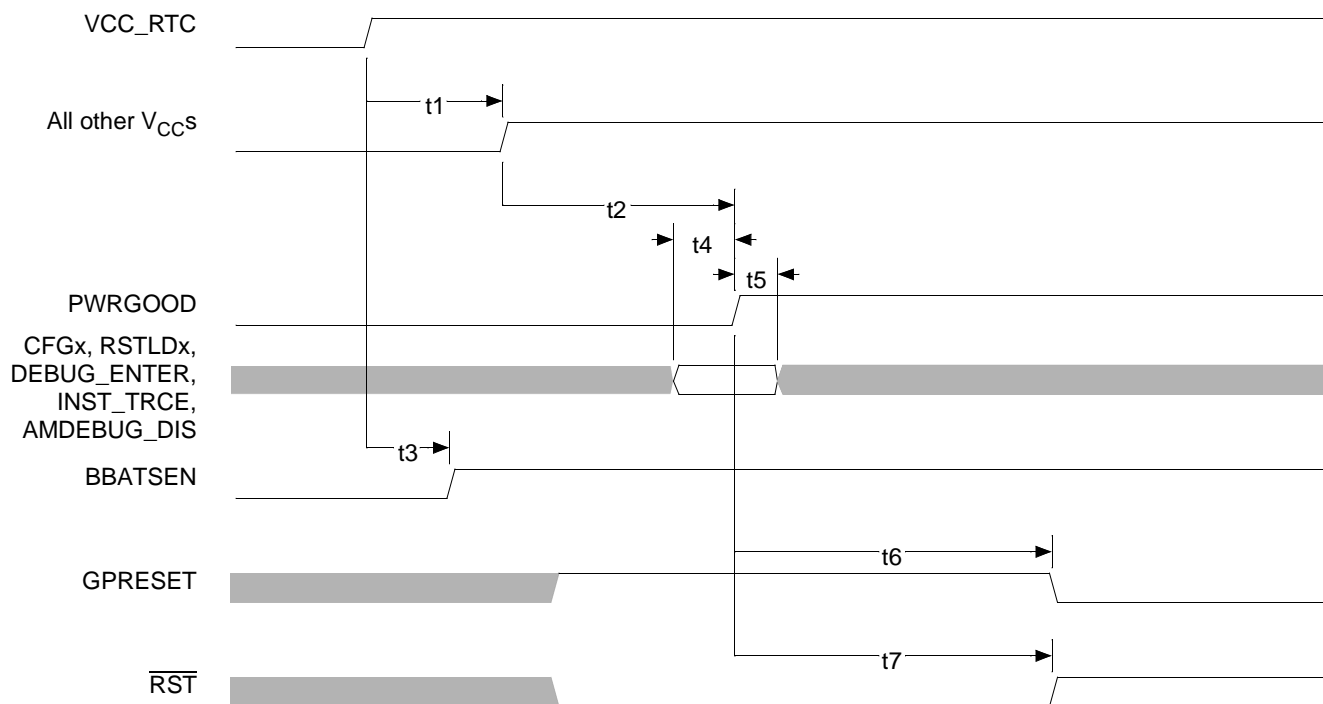 VCC_RTC
t1
All other VCCs
t2
t4
t5
PWRGOOD
CFGx, RSTLDx,
DEBUG_ENTER,
INST_TRCE,
AMDEBUG_DIS
t3
BBATSEN
t6
GPRESET
t7
RST